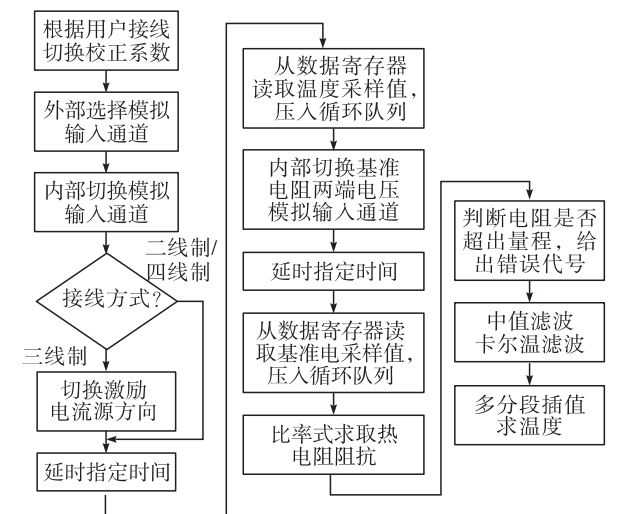 根据用户接线
切换校正系数
外部选择模拟
输入通道
内部切换模拟
输入通道
二线制/
四线制
接线方式?
三线制
切换激励
电流源方向
延时指定时间
从数据寄存器
读取温度采样值,
压入循环队列
内部切换基准
电阻两端电压
模拟输入通道
延时指定时间
从数据寄存器读
取基准电采样值,
压入循环队列
比率式求取热
电阻阻抗
判断电阻是否
超出量程，给
出错误代号
中值滤波
卡尔温滤波
多分段插值
求温度